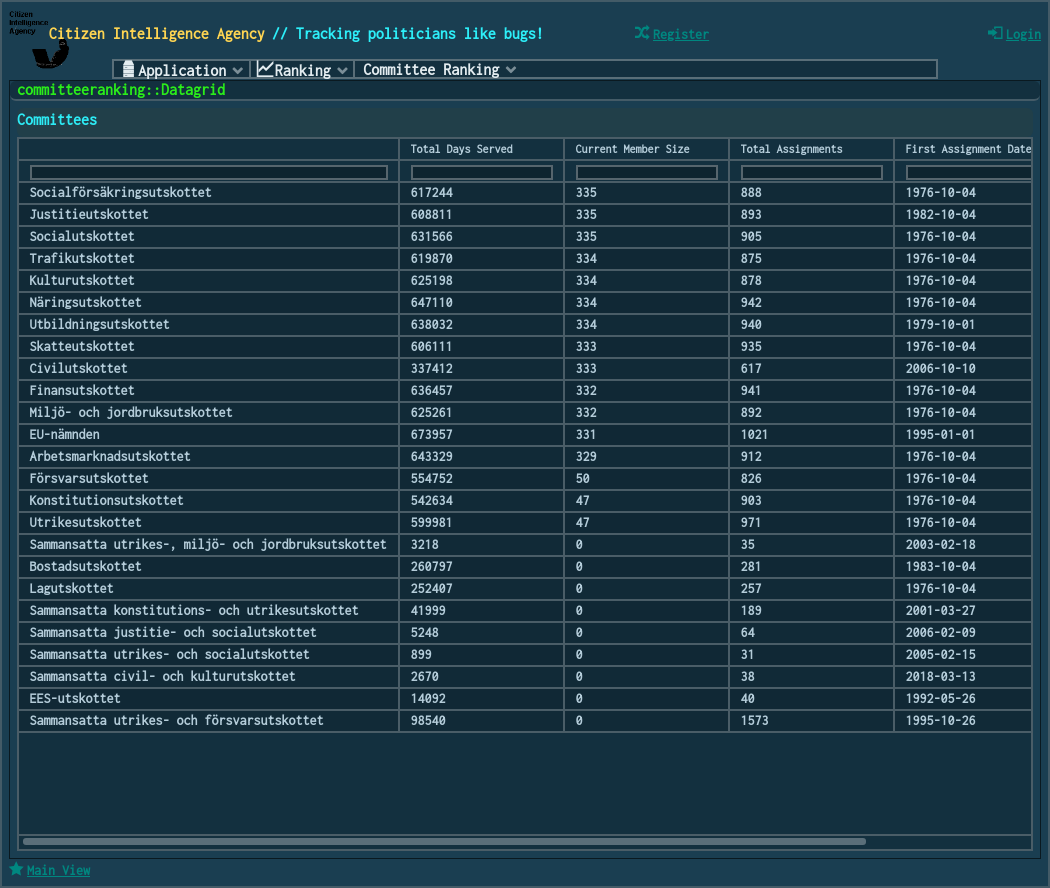 Citizen
Intelligence
Agency
Citizen Intelligence Agency // Tracking politicians like bugs!
Register
Login
Application Ranking Committee Ranking
committeeranking::Datagrid
Committees
Total Days Served Current Member Size Total Assignments First Assignment Date
Socialförsäkringsutskottet 617244 335 888 1976-10-04
Justitieutskottet 608811 335 893 1982-10-04
Socialutskottet 631566 335 905 1976-10-04
Trafikutskottet 619870 334 875 1976-10-04
Kulturutskottet 625198 334 878 1976-10-04
Näringsutskottet 647110 334 942 1976-10-04
Utbildningsutskottet 638032 334 940 1979-10-01
Skatteutskottet 606111 333 935 1976-10-04
Civilutskottet 337412 333 617 2006-10-10
Finansutskottet 636457 332 941 1976-10-04
Miljö- och jordbruksutskottet 625261 332 892 1976-10-04
EU-nämnden 673957 331 1021 1995-01-01
Arbetsmarknadsutskottet 643329 329 912 1976-10-04
Försvarsutskottet 554752 50 826 1976-10-04
Konstitutionsutskottet 542634 47 903 1976-10-04
Utrikesutskottet 599981 47 971 1976-10-04
Sammansatta utrikes-, miljö- och jordbruksutskottet 3218 0 35 2003-02-18
Bostadsutskottet 260797 0 281 1983-10-04
Lagutskottet 252407 0 257 1976-10-04
Sammansatta konstitutions- och utrikesutskottet 41999 0 189 2001-03-27
Sammansatta justitie- och socialutskottet 5248 0 64 2006-02-09
Sammansatta utrikes- och socialutskottet 899 0 31 2005-02-15
Sammansatta civil- och kulturutskottet 2670 0 38 2018-03-13
EES-utskottet 14092 0 40 1992-05-26
Sammansatta utrikes- och försvarsutskottet 98540 0 1573 1995-10-26
Main View